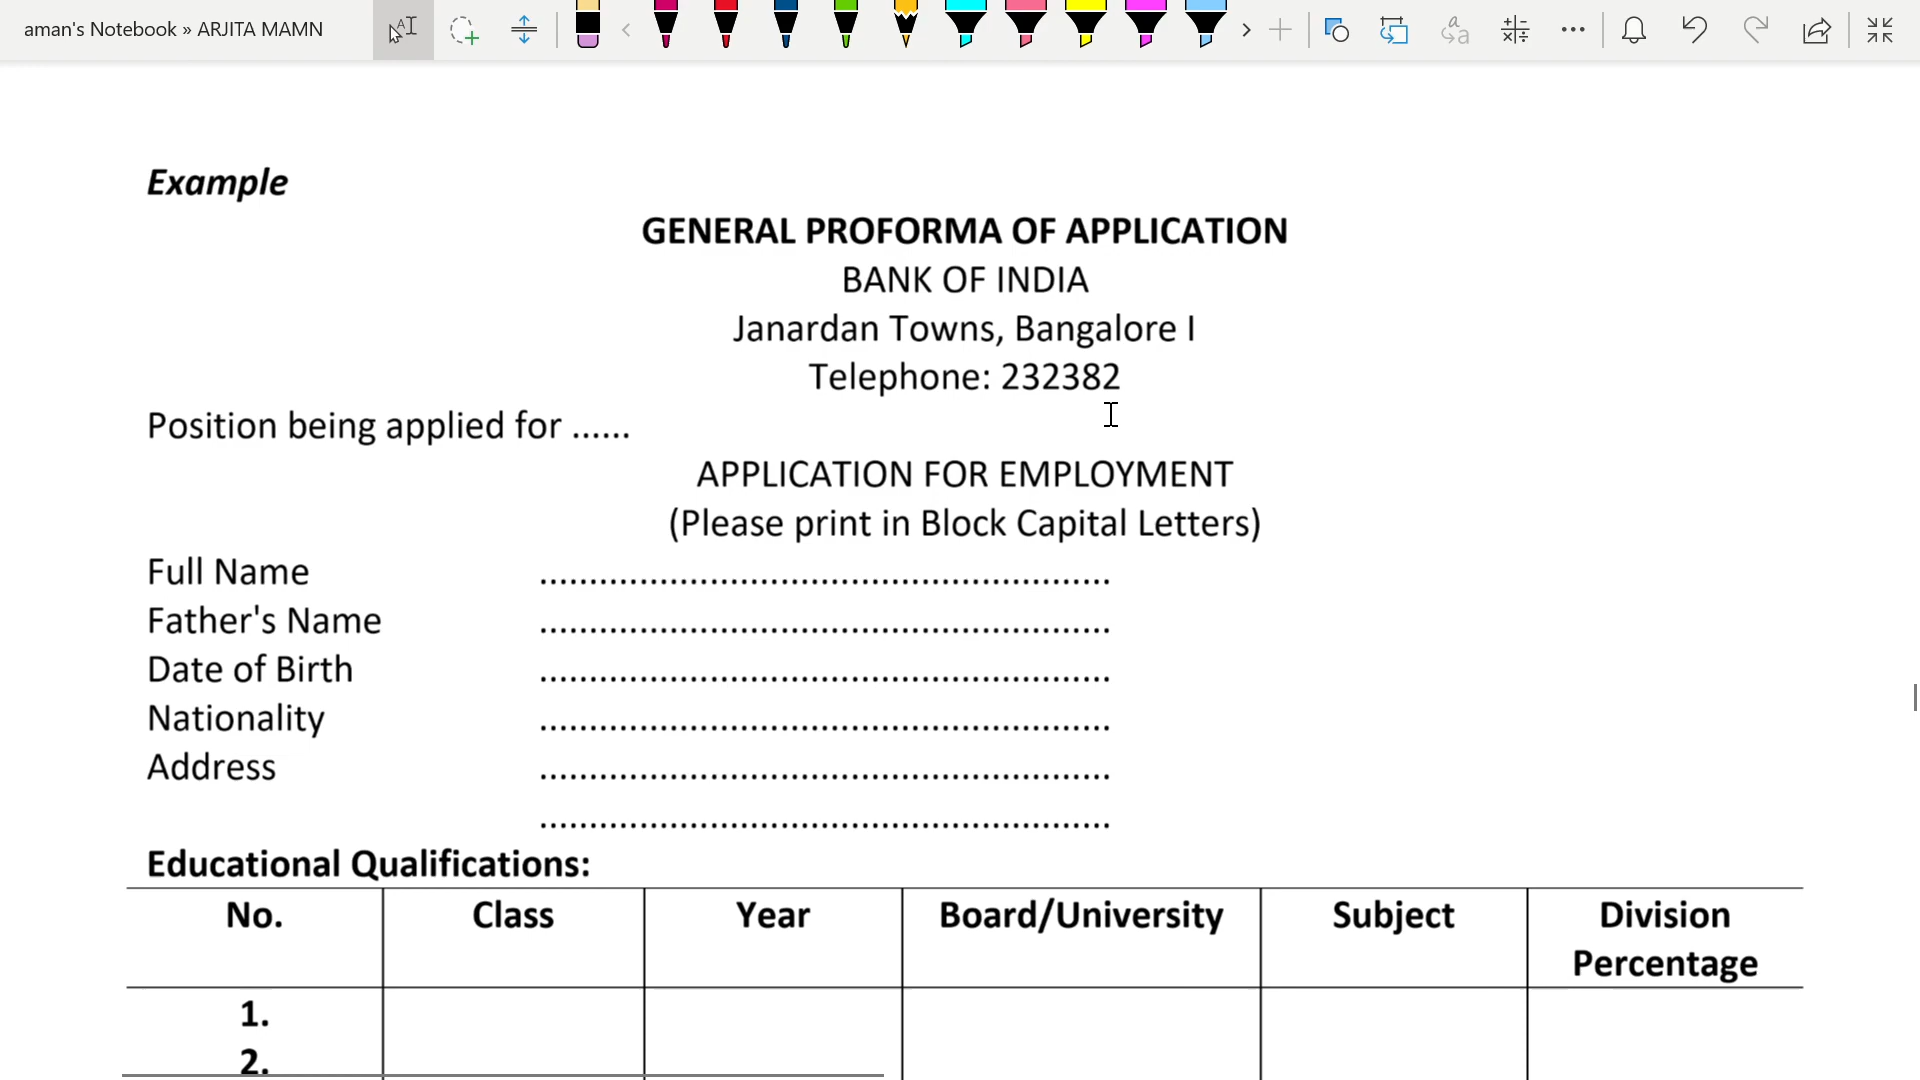 aman's Notebook » ARJITA MAMN
Example
GENERAL PROFORMA OF APPLICATION
BANK OF INDIA
Janardan Towns, Bangalore I
Telephone: 232382
Position being applied for ......
APPLICATION FOR EMPLOYMENT
(Please print in Block Capital Letters)
Full Name ........................................................
Father's Name ........................................................
Date of Birth ........................................................
Nationality ........................................................
Address ........................................................
........................................................
Educational Qualifications:
No. Class Year Board/University Subject Division Percentage
1.
2.